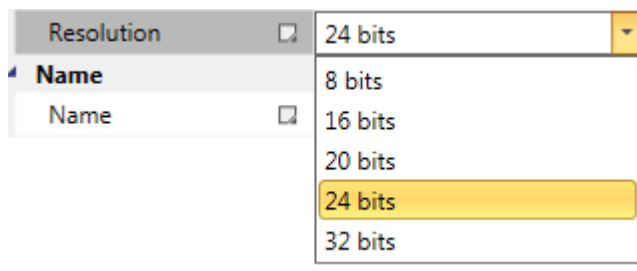 Resolution 24 bits
Name 8 bits
Name 16 bits
20 bits
24 bits
32 bits